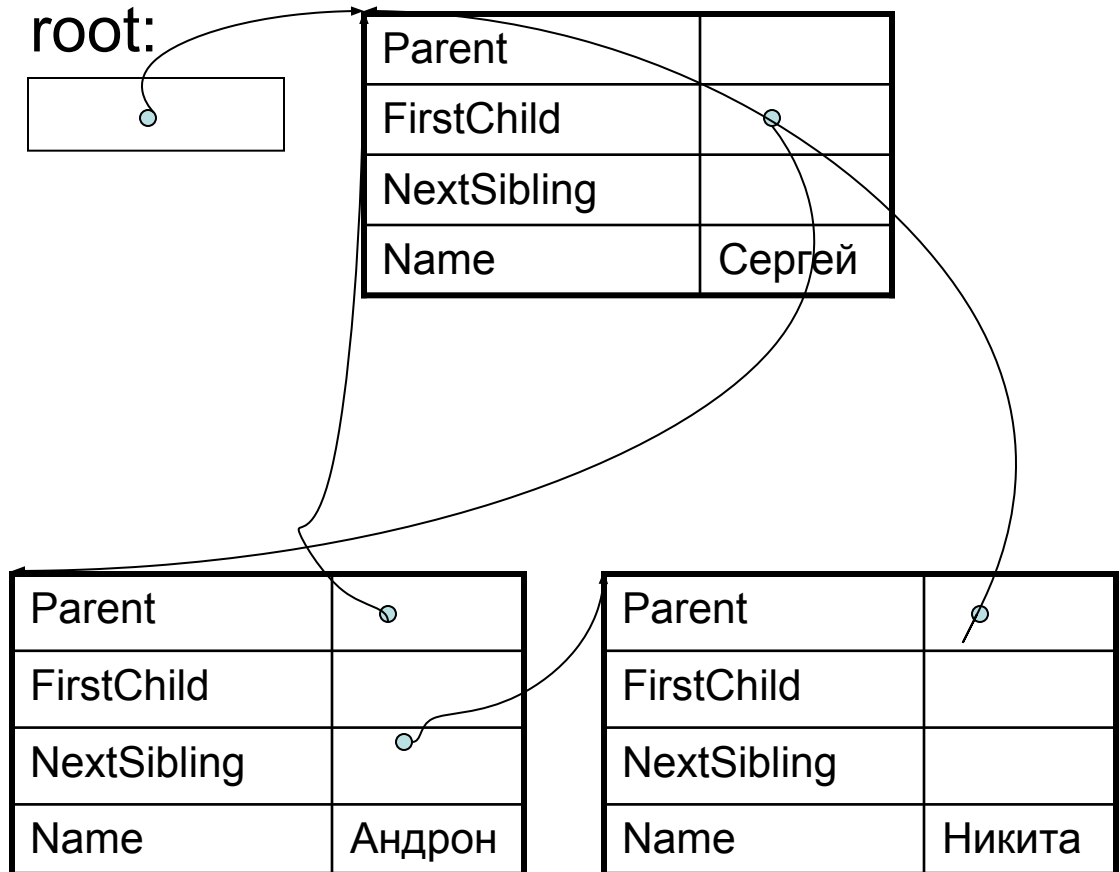 root:
Parent
FirstChild
NextSibling
Name Сергей
Parent
FirstChild
NextSibling
Name Андрон
Parent
FirstChild
NextSibling
Name Никита